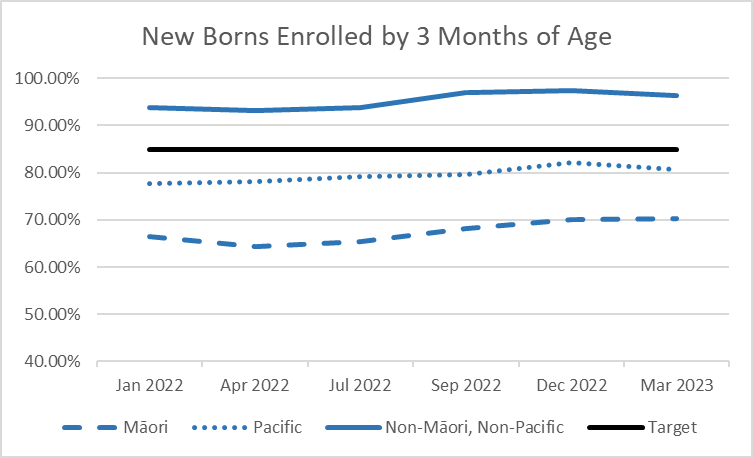 New Borns Enrolled by 3 Months of Age
100.00%
90.00%
80.00%
70.00%
60.00%
50.00%
40.00%
Jan 2022 Apr 2022 Jul 2022 Sep 2022 Dec 2022 Mar 2023
Māori Pacific Non-Māori, Non-Pacific Target